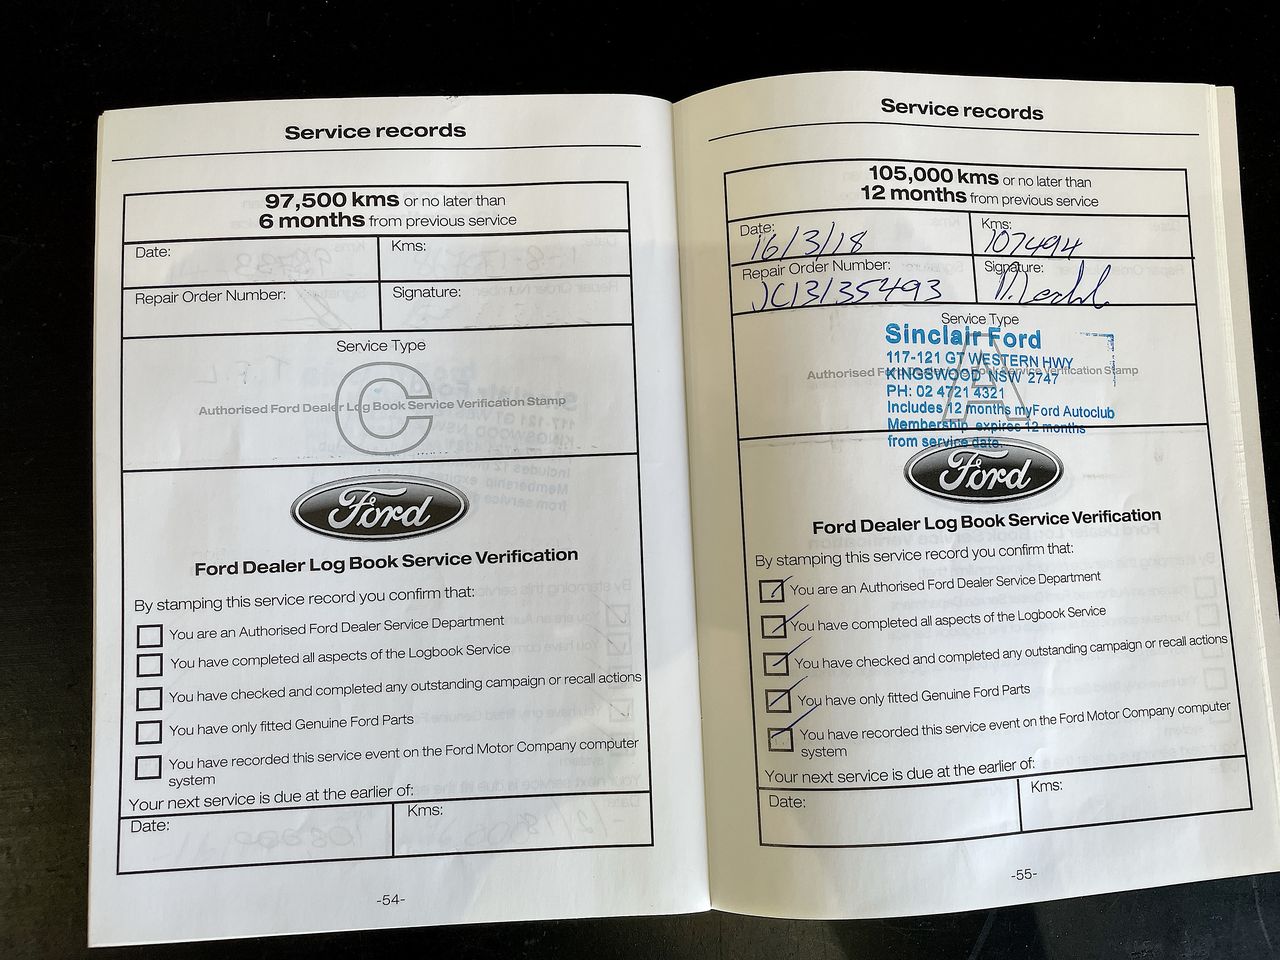 Service records
97,500 kms or no later than
6 months from previous service
Date:
Kms:
Repair Order Number:
Signature:
Service Type
C
Authorised Ford Dealer Log Book Service Verification Stamp
Ford
Ford Dealer Log Book Service Verification
By stamping this service record you confirm that:
You are an Authorised Ford Dealer Service Department
You have completed all aspects of the Logbook Service
You have checked and completed any outstanding campaign or recall actions
You have only fitted Genuine Ford Parts
You have recorded this service event on the Ford Motor Company computer
system
Your next service is due at the earlier of:
Date:
Kms:
-54-
Service records
105,000 kms or no later than
12 months from previous service
Date:
16/3/18
Kms:
107494
Repair Order Number:
JC13135493
Signature:
Service Type
Sinclair Ford
117-121 GT WESTERN HWY
A
Authorised Ford Dealer Log Book Service Verification Stamp
KINGSWOOD NSW 2747
PH: 02 4721 4321
Includes 12 months myFord Autoclub
Membership expires 12 months
from service date.
Ford
Ford Dealer Log Book Service Verification
By stamping this service record you confirm that:
You are an Authorised Ford Dealer Service Department
You have completed all aspects of the Logbook Service
You have checked and completed any outstanding campaign or recall actions
You have only fitted Genuine Ford Parts
You have recorded this service event on the Ford Motor Company computer
system
Your next service is due at the earlier of:
Date:
Kms:
-55-